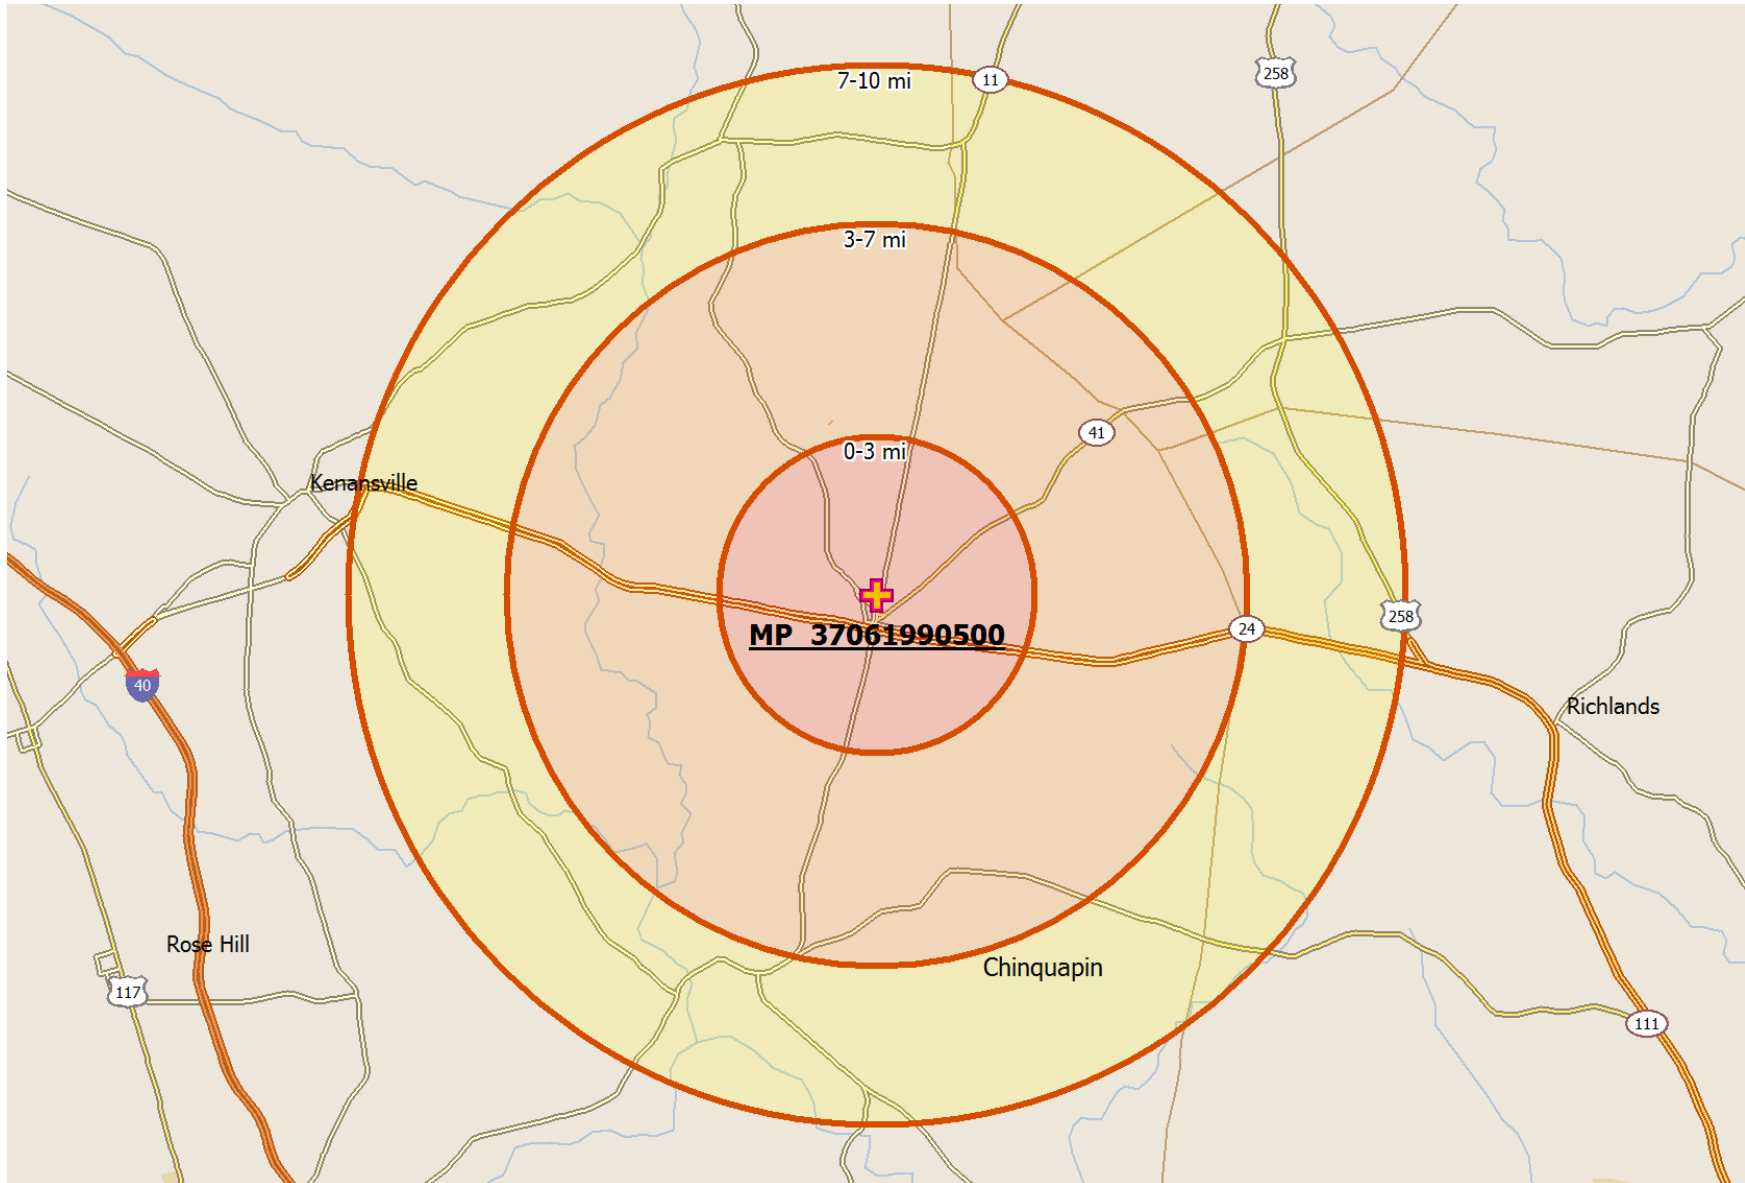 7-10 mi
11
258
3-7 mi
41
0-3 mi
Kenansville
MP 37061990500
24
258
40
Richlands
Rose Hill
Chinquapin
117
111